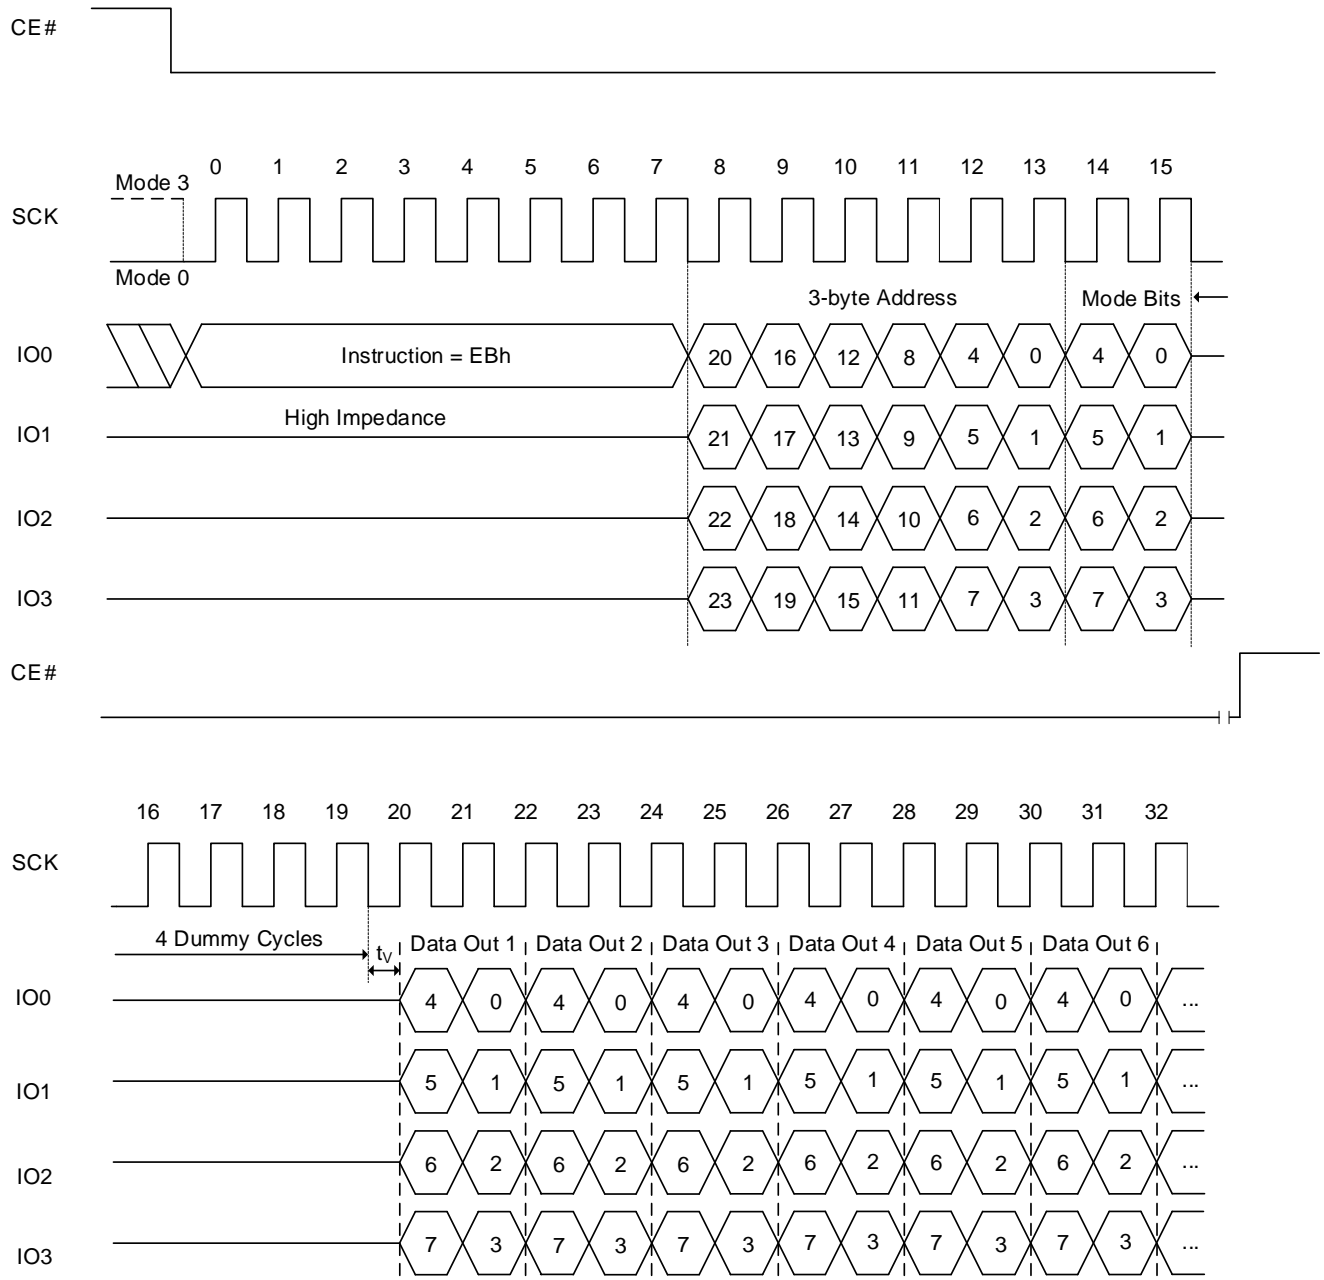 CE#
0 1 2 3 4 5 6 7 8 9 10 11 12 13 14 15
Mode 3
SCK
Mode 0
3-byte Address Mode Bits
IO0 Instruction = EBh 20 16 12 8 4 0 4 0
High Impedance
IO1 21 17 13 9 5 1 5 1
IO2 22 18 14 10 6 2 6 2
IO3 23 19 15 11 7 3 7 3
CE#
16 17 18 19 20 21 22 23 24 25 26 27 28 29 30 31 32
SCK
4 Dummy Cycles tV Data Out 1 Data Out 2 Data Out 3 Data Out 4 Data Out 5 Data Out 6
IO0 4 0 4 0 4 0 4 0 4 0 4 0 ...
IO1 5 1 5 1 5 1 5 1 5 1 5 1 ...
IO2 6 2 6 2 6 2 6 2 6 2 6 2 ...
IO3 7 3 7 3 7 3 7 3 7 3 7 3 ...